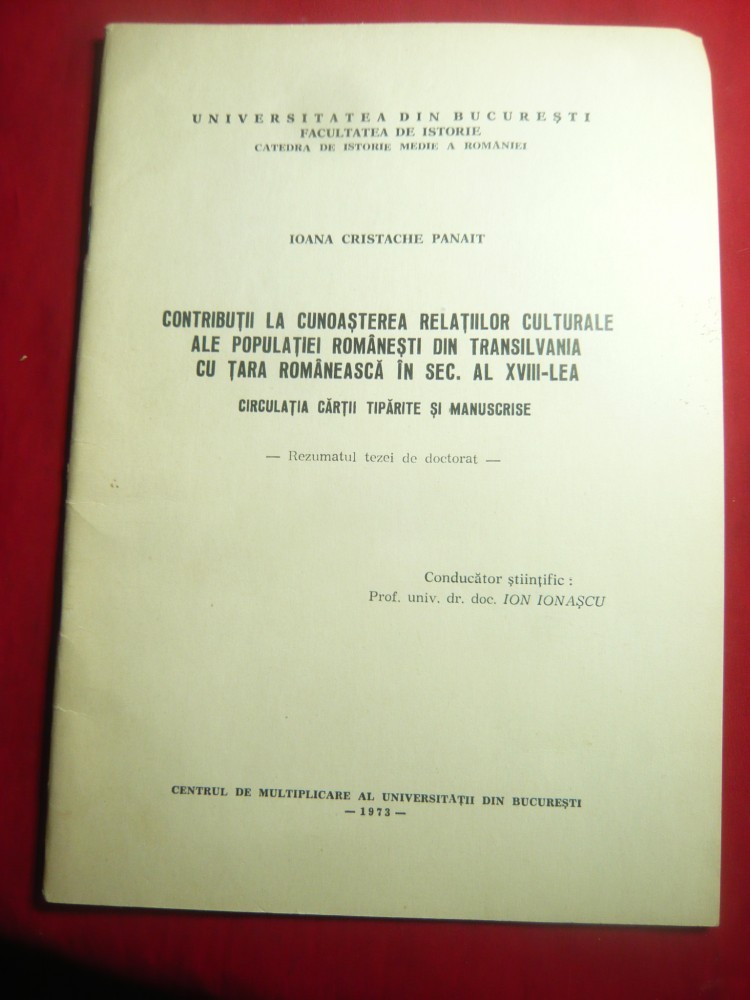 UNIVERSITATEA DIN BUCUREŞTI
FACULTATEA DE ISTORIE
CATEDRA DE ISTORIE MEDIE A ROMÂNIEI
IOANA CRISTACHE PANAIT
CONTRIBUŢII LA CUNOAŞTEREA RELAŢIILOR CULTURALE
ALE POPULAŢIEI ROMÂNEŞTI DIN TRANSILVANIA
CU ŢARA ROMÂNEASCĂ ÎN SEC. AL XVIII-LEA
CIRCULAŢIA CĂRŢII TIPĂRITE ŞI MANUSCRISE
— Rezumatul tezei de doctorat —
Conducător ştiinţific :
Prof. univ. dr. doc. ION IONAŞCU
CENTRUL DE MULTIPLICARE AL UNIVERSITĂŢII DIN BUCUREŞTI
— 1973 —